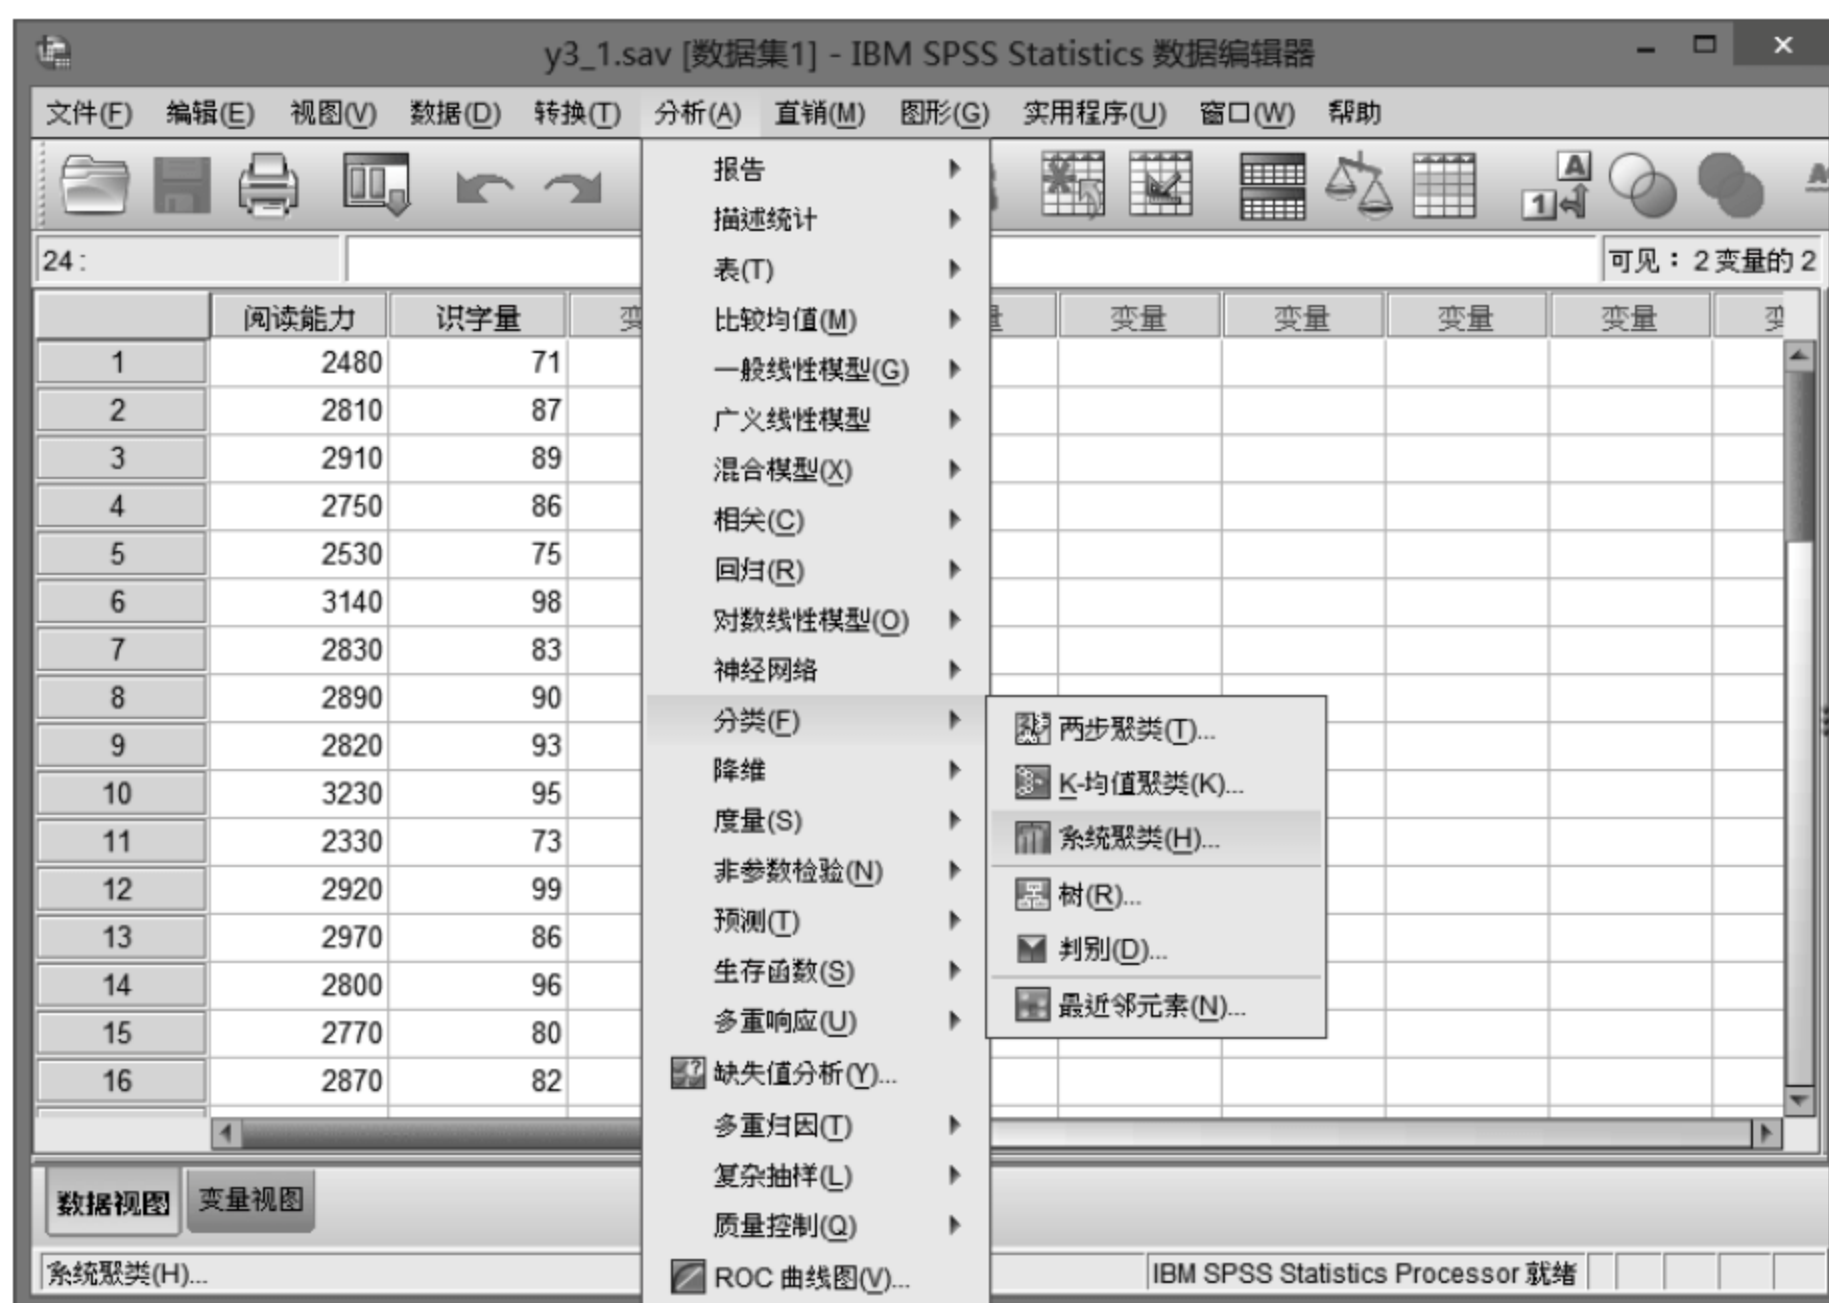 y3_1.sav [数据集1] - IBM SPSS Statistics 数据编辑器
文件(F) 编辑(E) 视图(V) 数据(D) 转换(T) 分析(A) 直销(M) 图形(G) 实用程序(U) 窗口(W) 帮助
24 :
可见： 2 变量的 2
阅读能力 识字量 变量 变量 变量 变量
1 2480 71
2 2810 87
3 2910 89
4 2750 86
5 2530 75
6 3140 98
7 2830 83
8 2890 90
9 2820 93
10 3230 95
11 2330 73
12 2920 99
13 2970 86
14 2800 96
15 2770 80
16 2870 82
报告
描述统计
表(T)
比较均值(M)
一般线性模型(G)
广义线性模型
混合模型(X)
相关(C)
回归(R)
对数线性模型(O)
神经网络
分类(F)
降维
度量(S)
非参数检验(N)
预测(T)
生存函数(S)
多重响应(U)
缺失值分析(Y)...
多重归因(T)
复杂抽样(L)
质量控制(Q)
ROC 曲线图(V)...
两步聚类(T)...
K-均值聚类(K)...
系统聚类(H)...
树(R)...
判别(D)...
最近邻元素(N)...
数据视图 变量视图
系统聚类(H)...
IBM SPSS Statistics Processor 就绪